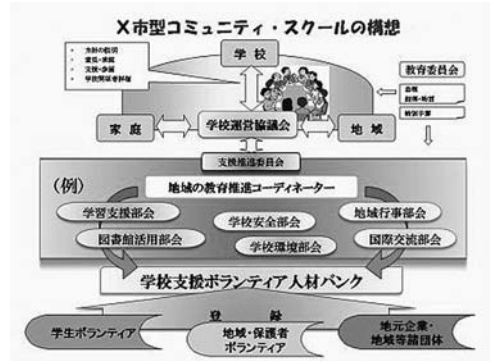 X市型コミュニティ・スクールの構想
学校
教育委員会
家庭
学校運営協議会
地域
支援推進委員会
(例)
地域の教育推進コーディネーター
学習支援部会
地域行事部会
学校安全部会
図書館活用部会
国際交流部会
学校環境部会
学校支援ボランティア人材バンク
登録
学生ボランティア
地域・保護者
ボランティア
地元企業・
地域等諸団体